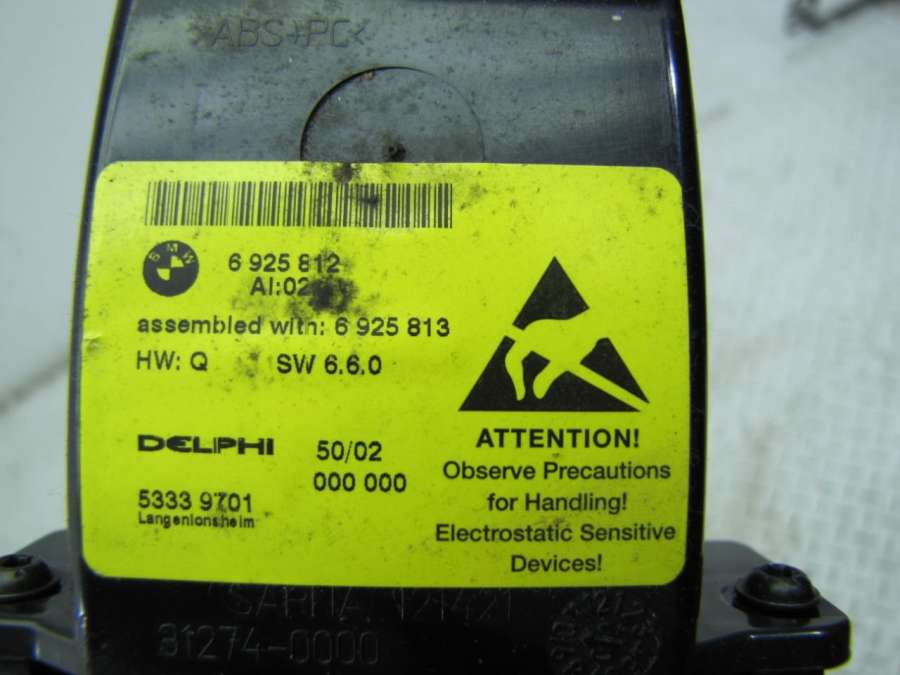 >ABS+PC<
BMW
6 925 812
AI:02
assembled with: 6 925 813
HW: Q SW 6.6.0
DELPHI 50/02
000 000
5333 9701
Langenlonsheim
ATTENTION!
Observe Precautions
for Handling!
Electrostatic Sensitive
Devices!
81274-0000